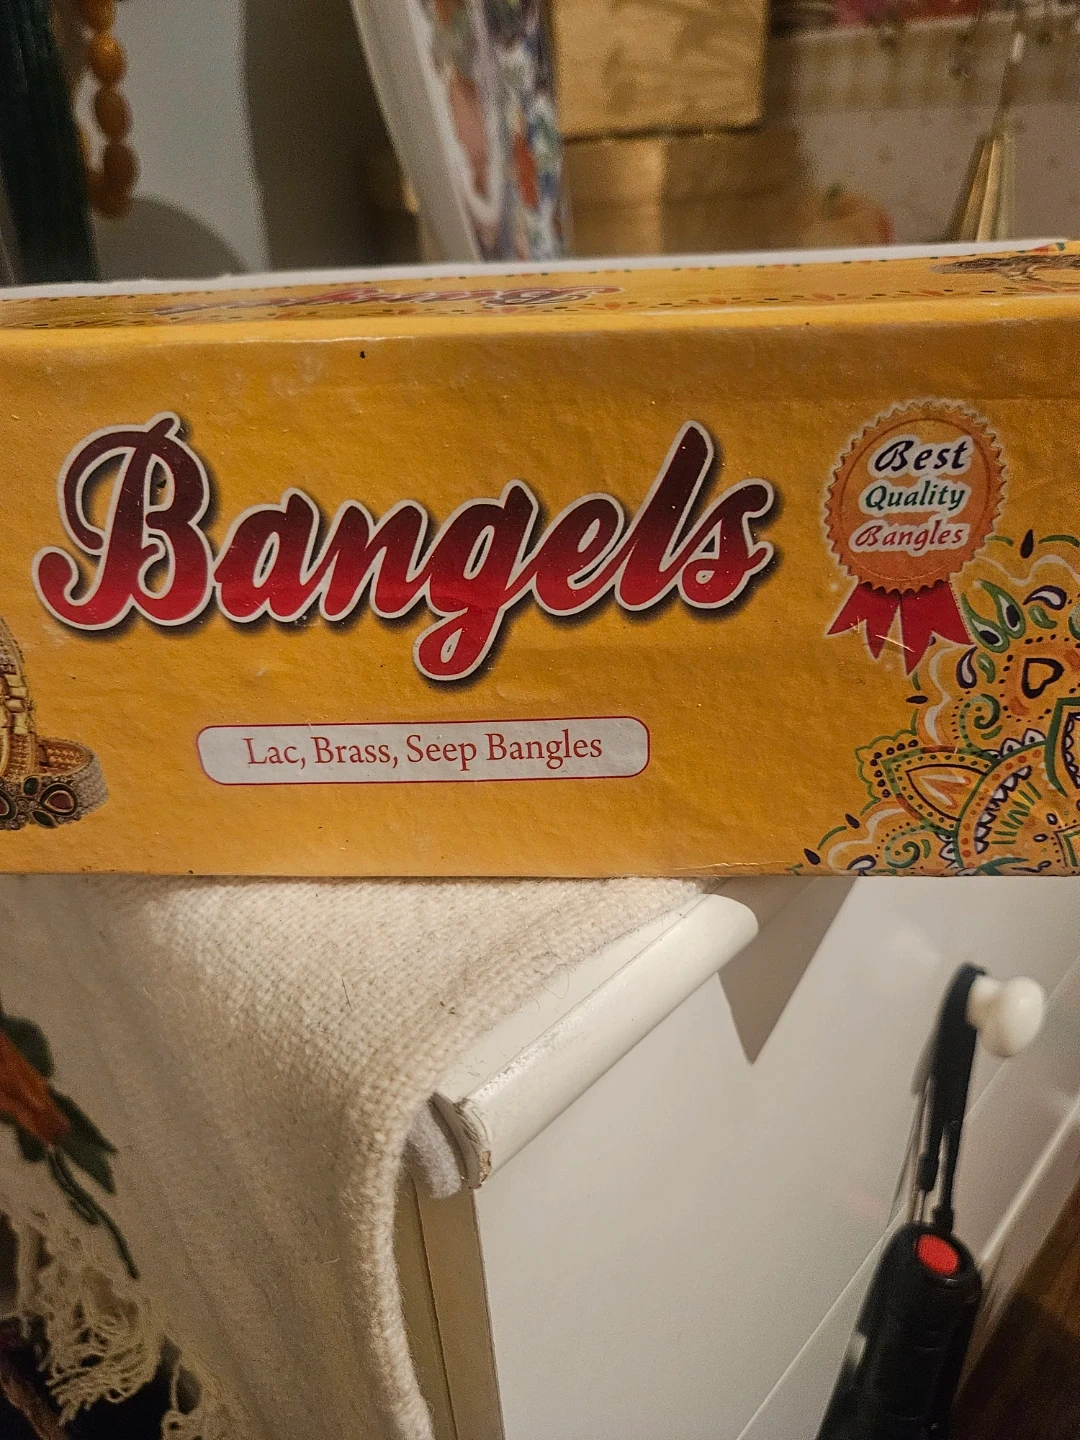 Bangels
Best
Quality
Bangles
Lac, Brass, Seep Bangles